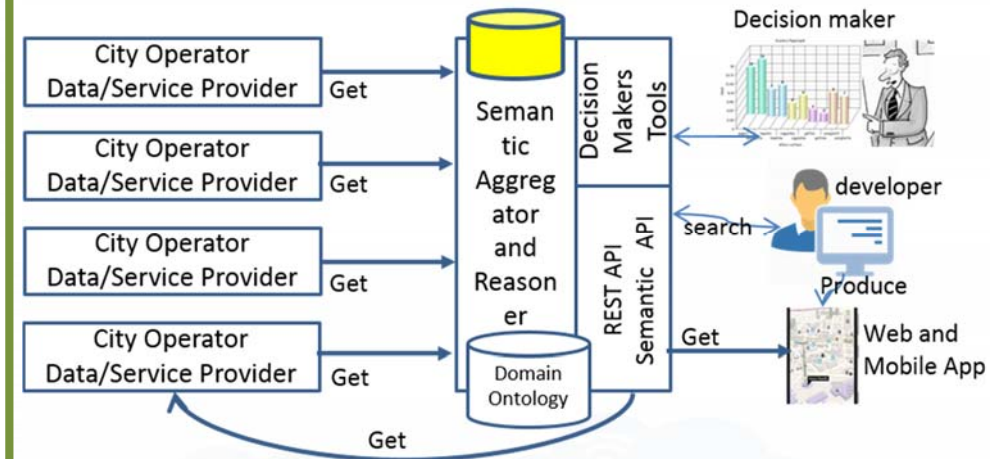 City Operator
Data/Service Provider
Get
City Operator
Data/Service Provider
Get
City Operator
Data/Service Provider
Get
City Operator
Data/Service Provider
Get
Seman
tic
Aggreg
ator
and
Reason
er
Domain
Ontology
Decision
Makers
Tools
REST API
Semantic API
Decision maker
developer
search
Produce
Get
Web and
Mobile App
Get